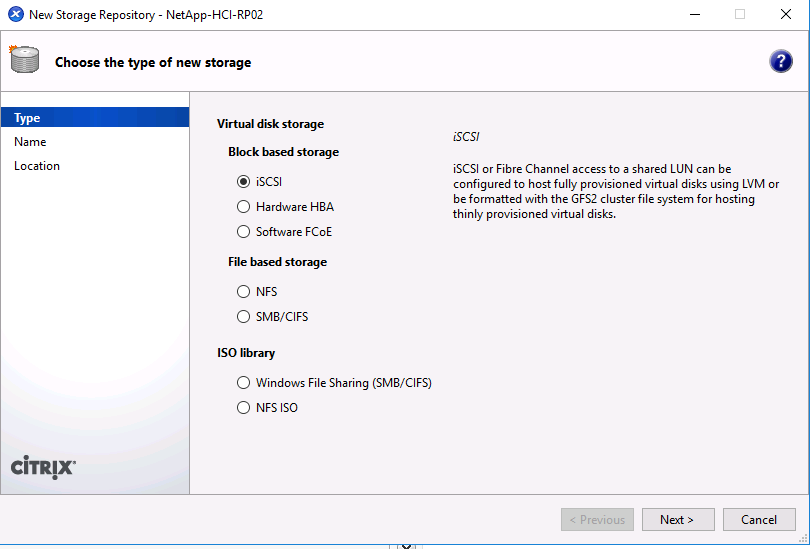 New Storage Repository - NetApp-HCI-RP02
Choose the type of new storage
?
Type
Name
Location
CITRIX
Virtual disk storage
Block based storage
iSCSI
Hardware HBA
Software FCoE
File based storage
NFS
SMB/CIFS
ISO library
Windows File Sharing (SMB/CIFS)
NFS ISO
iSCSI
iSCSI or Fibre Channel access to a shared LUN can be
configured to host fully provisioned virtual disks using LVM or
be formatted with the GFS2 cluster file system for hosting
thinly provisioned virtual disks.
< Previous
Next >
Cancel